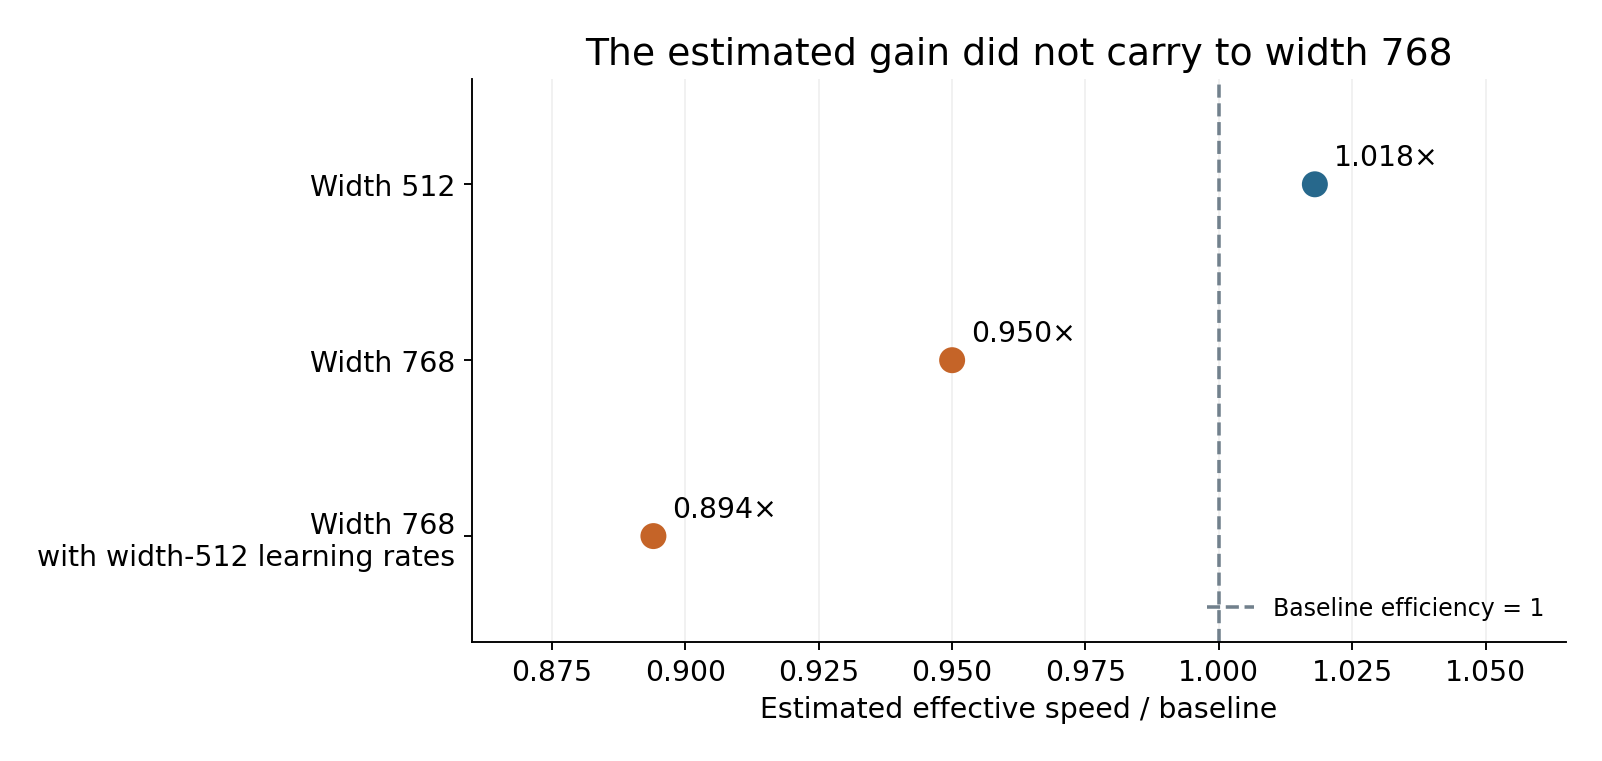 The estimated gain did not carry to width 768
Width 512
1.018×
Width 768
0.950×
Width 768
with width-512 learning rates
0.894×
Baseline efficiency = 1
0.875 0.900 0.925 0.950 0.975 1.000 1.025 1.050
Estimated effective speed / baseline